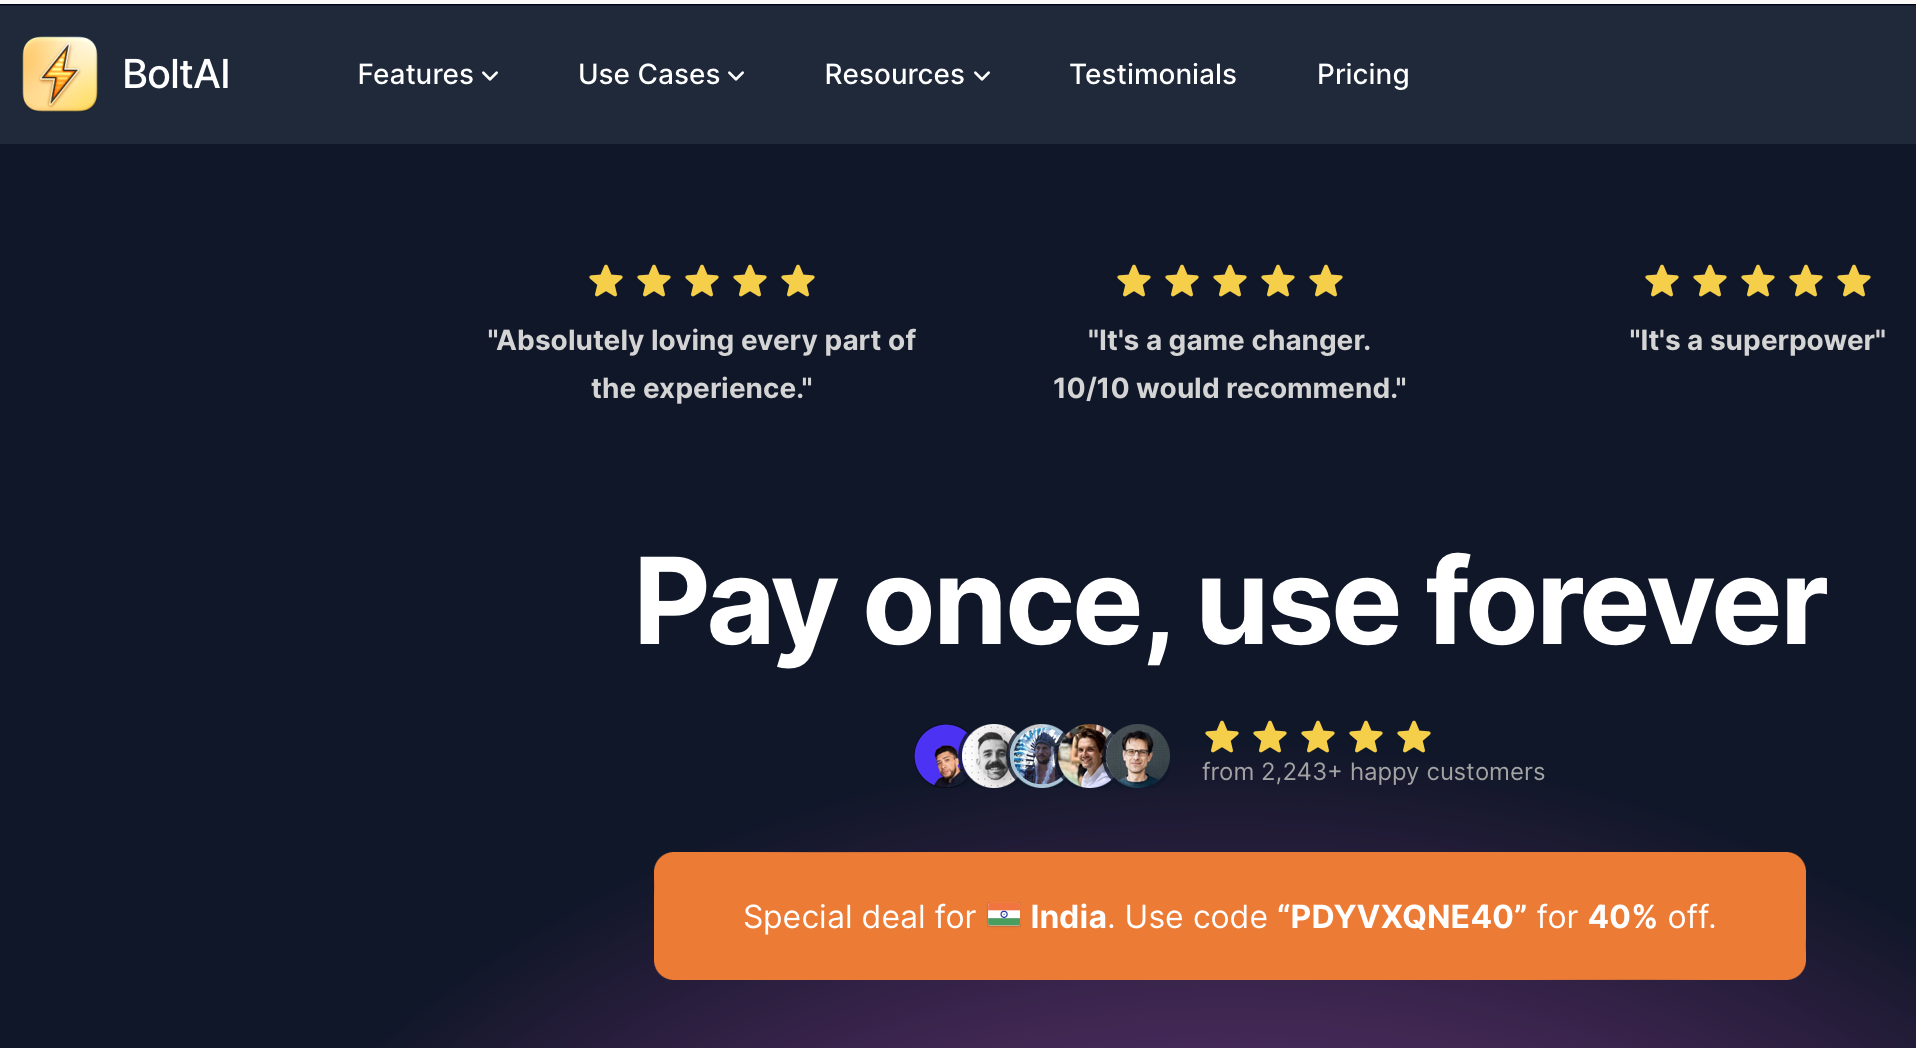 BoltAI
Features
Use Cases
Resources
Testimonials
Pricing
"Absolutely loving every part of
the experience."
"It's a game changer.
10/10 would recommend."
"It's a superpower"
Pay once, use forever
from 2,243+ happy customers
Special deal for 🇮🇳 India. Use code “PDYVXQNE40” for 40% off.